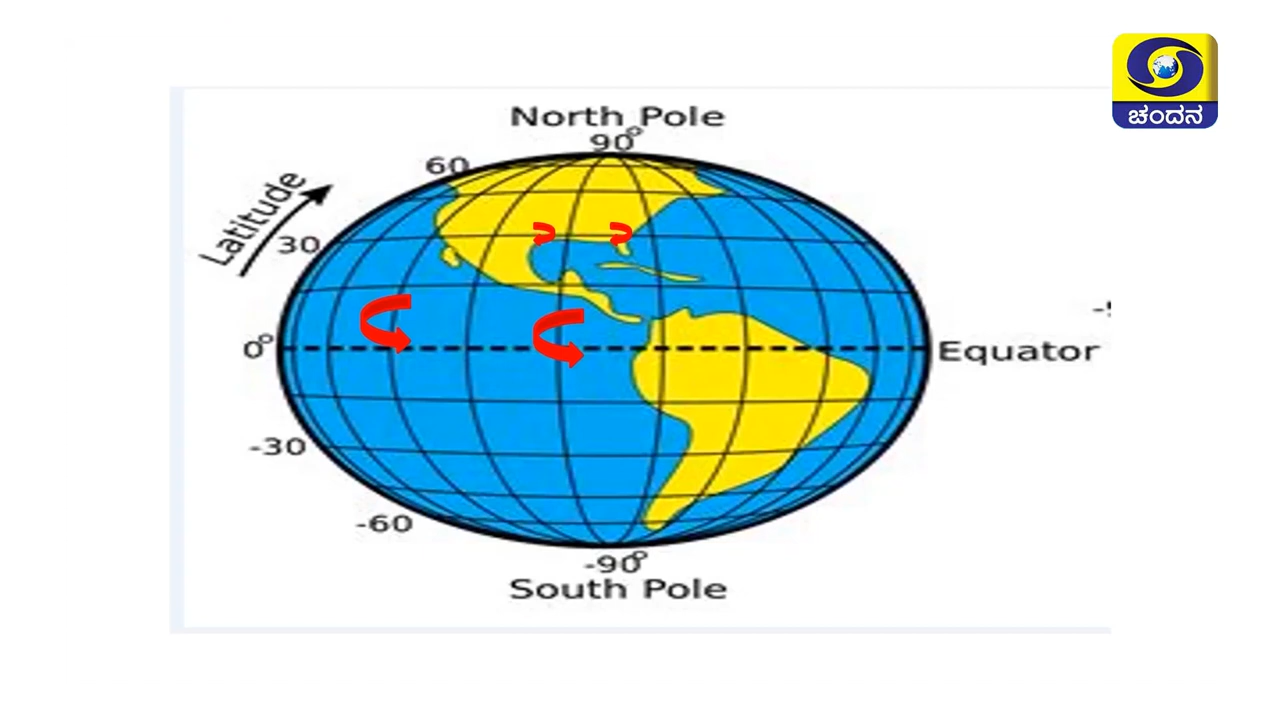 ಚಂದನ
North Pole
90°
60
Latitude
30
0°
Equator
-30
-60
-90°
South Pole